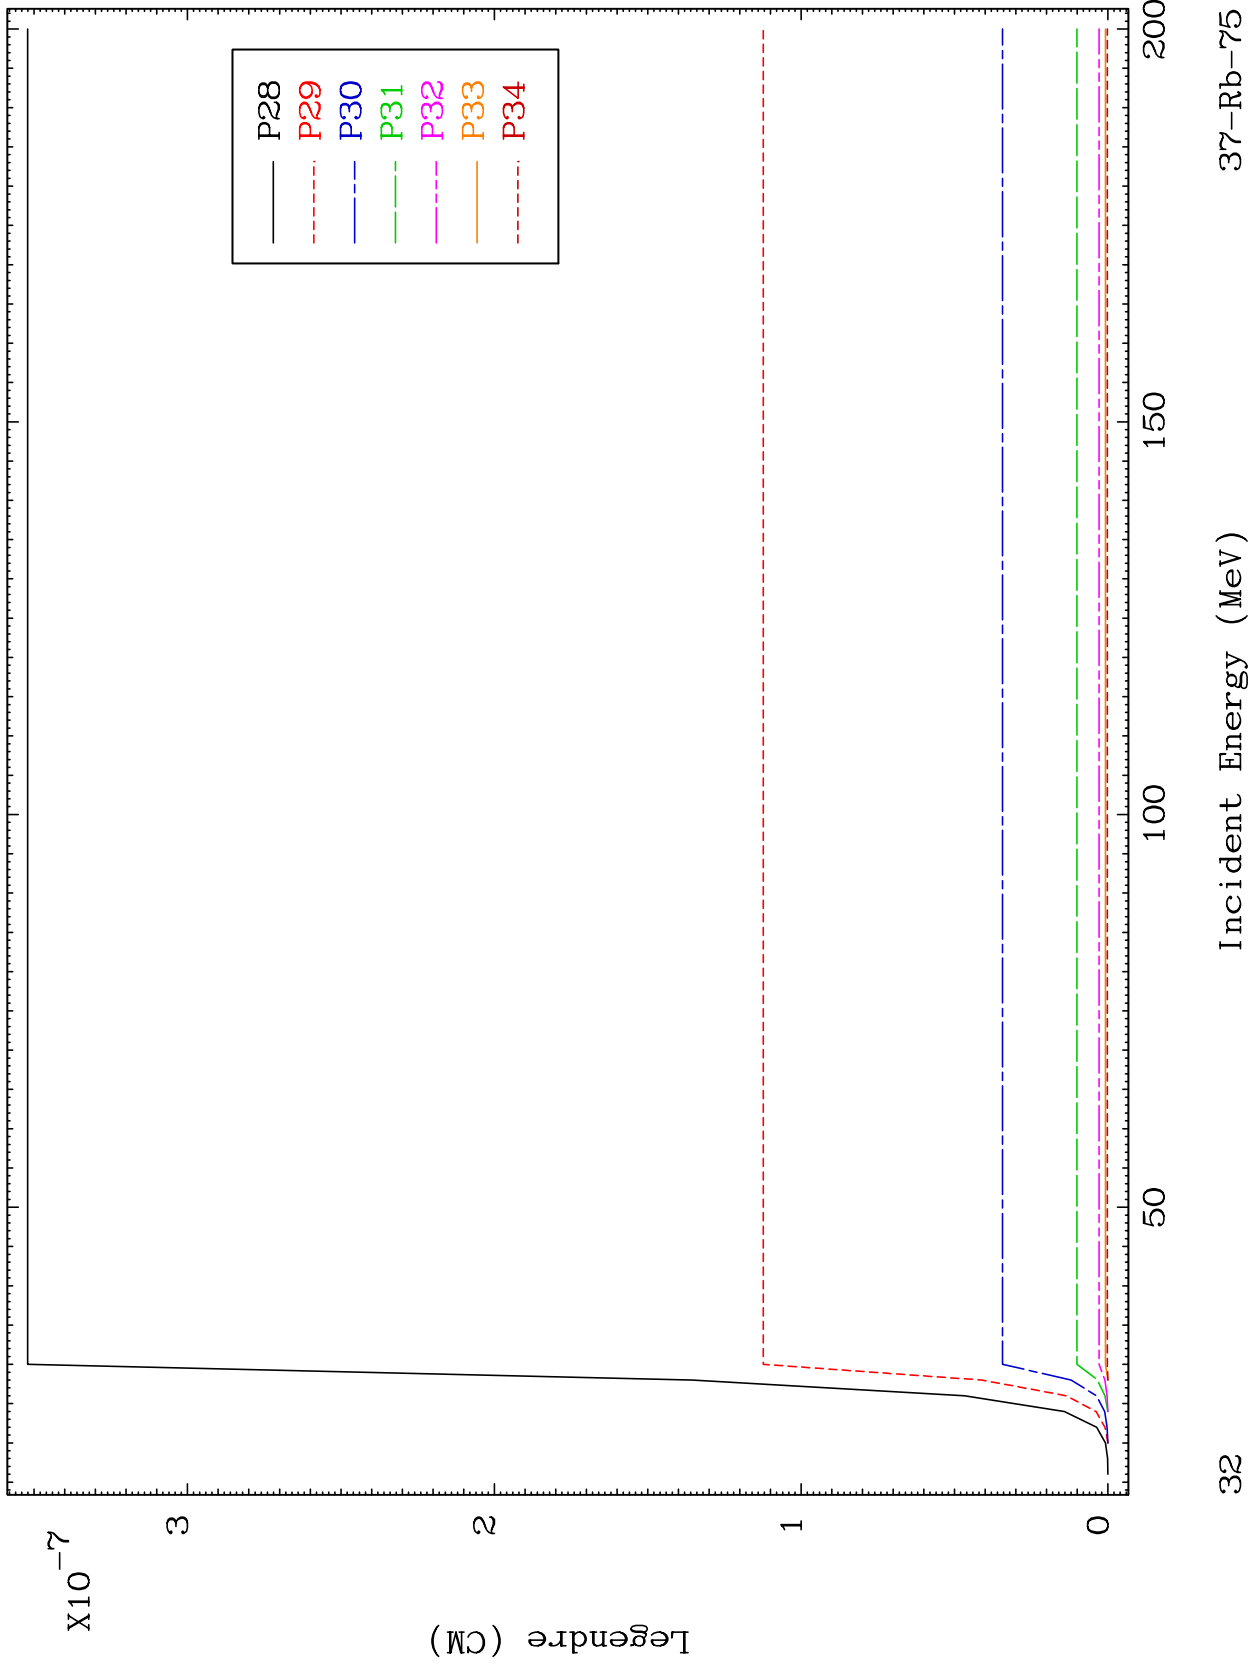 X10-7
Legendre (CM)
3
2
1
0
P28
P29
P30
P31
P32
P33
P34
50
100
150
200
32
Incident Energy (MeV)
37-Rb-75